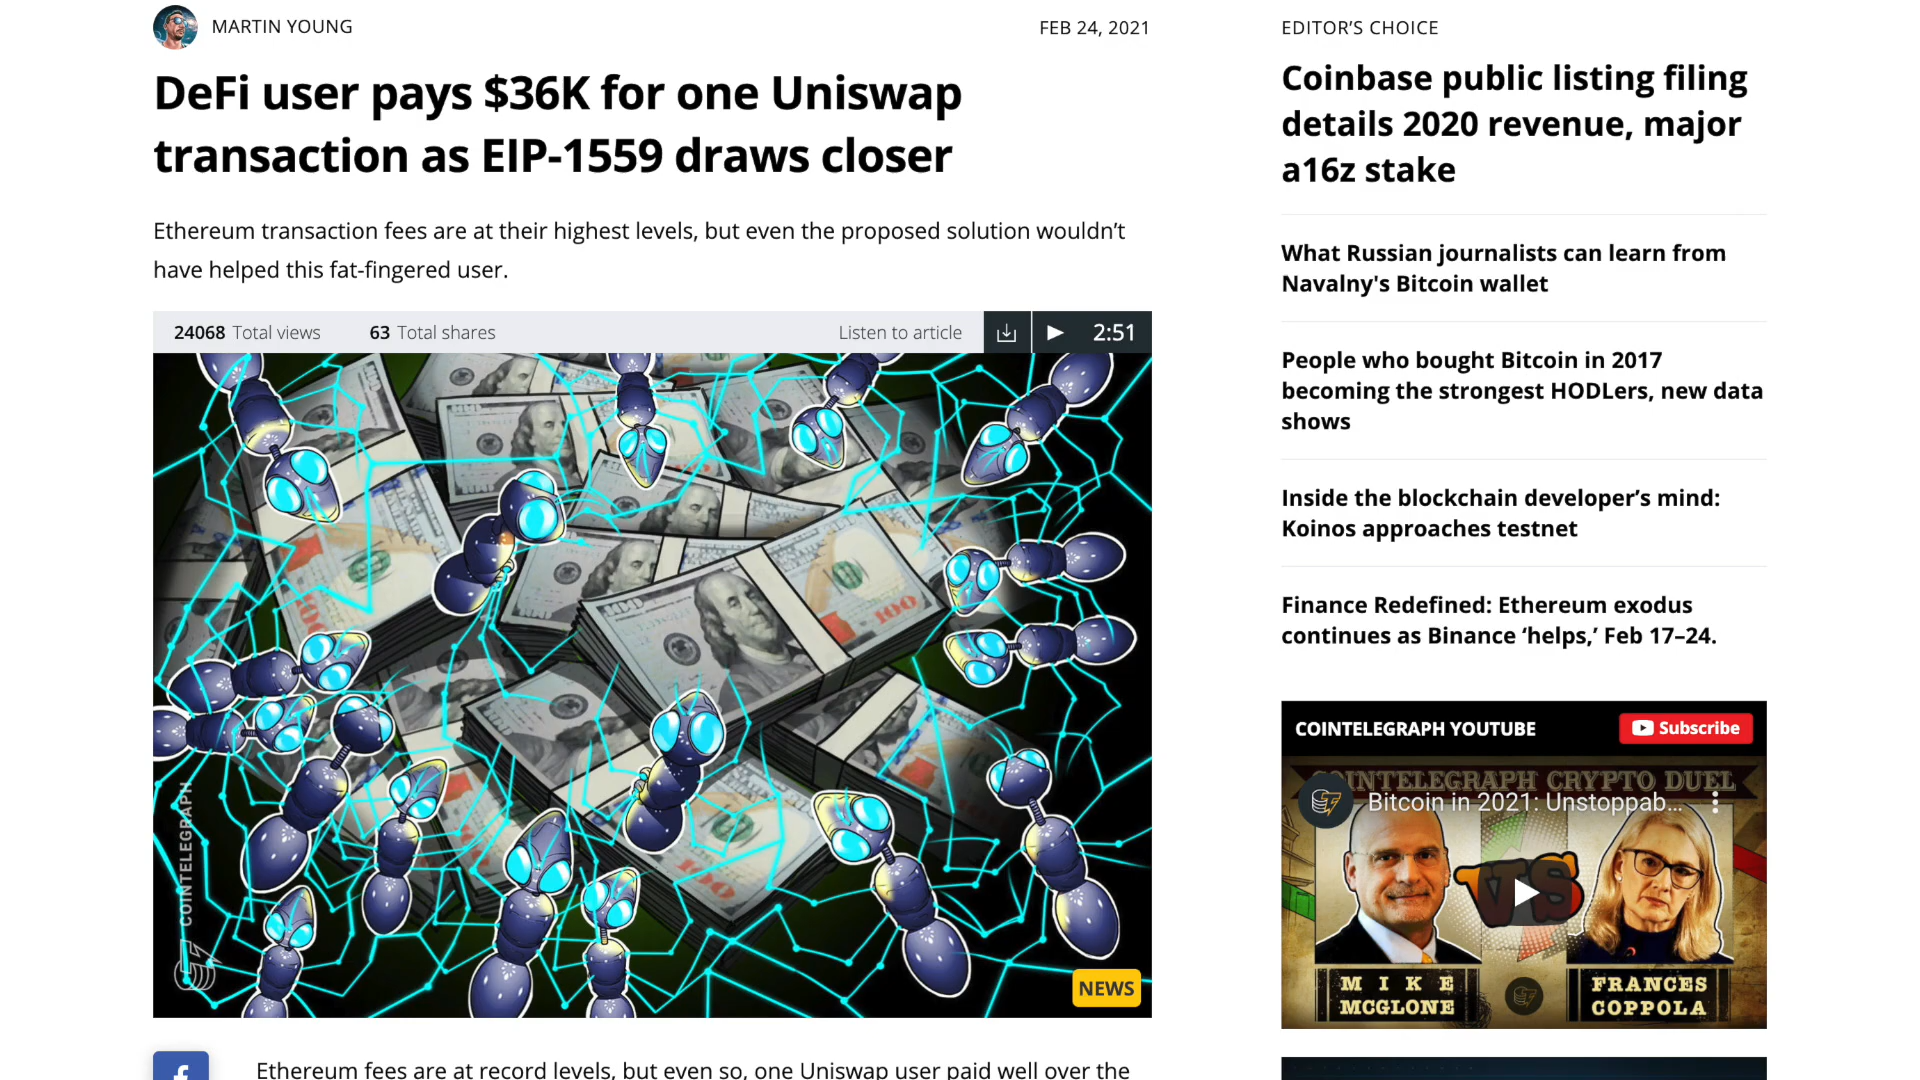 MARTIN YOUNG
FEB 24, 2021
DeFi user pays $36K for one Uniswap
transaction as EIP-1559 draws closer
Ethereum transaction fees are at their highest levels, but even the proposed solution wouldn’t
have helped this fat-fingered user.
24068 Total views
63 Total shares
Listen to article
2:51
COINTELEGRAPH
NEWS
Ethereum fees are at record levels, but even so, one Uniswap user paid well over the
EDITOR’S CHOICE
Coinbase public listing filing
details 2020 revenue, major
a16z stake
What Russian journalists can learn from
Navalny's Bitcoin wallet
People who bought Bitcoin in 2017
becoming the strongest HODLers, new data
shows
Inside the blockchain developer’s mind:
Koinos approaches testnet
Finance Redefined: Ethereum exodus
continues as Binance ‘helps,’ Feb 17–24.
COINTELEGRAPH YOUTUBE
Subscribe
COINTELEGRAPH CRYPTO DUEL
Bitcoin in 2021: Unstoppab...
VS
MIKE
MCGLONE
FRANCES
COPPOLA